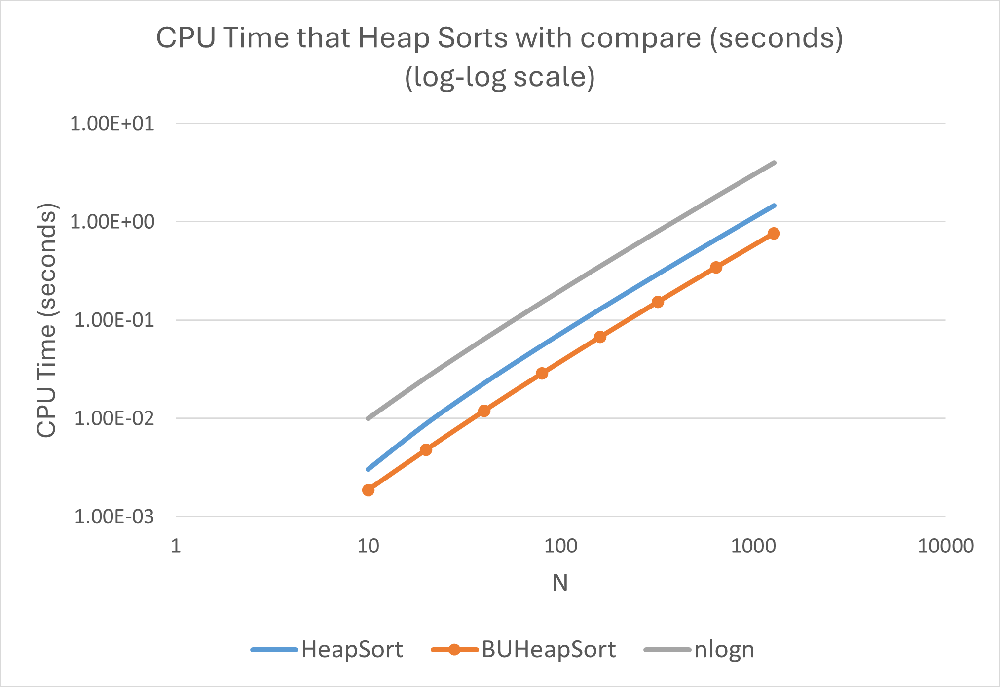 CPU Time that Heap Sorts with compare (seconds)
(log-log scale)
1.00E+01
1.00E+00
1.00E-01
1.00E-02
1.00E-03
CPU Time (seconds)
1 10 100 1000 10000
N
HeapSort BUHeapSort nlogn